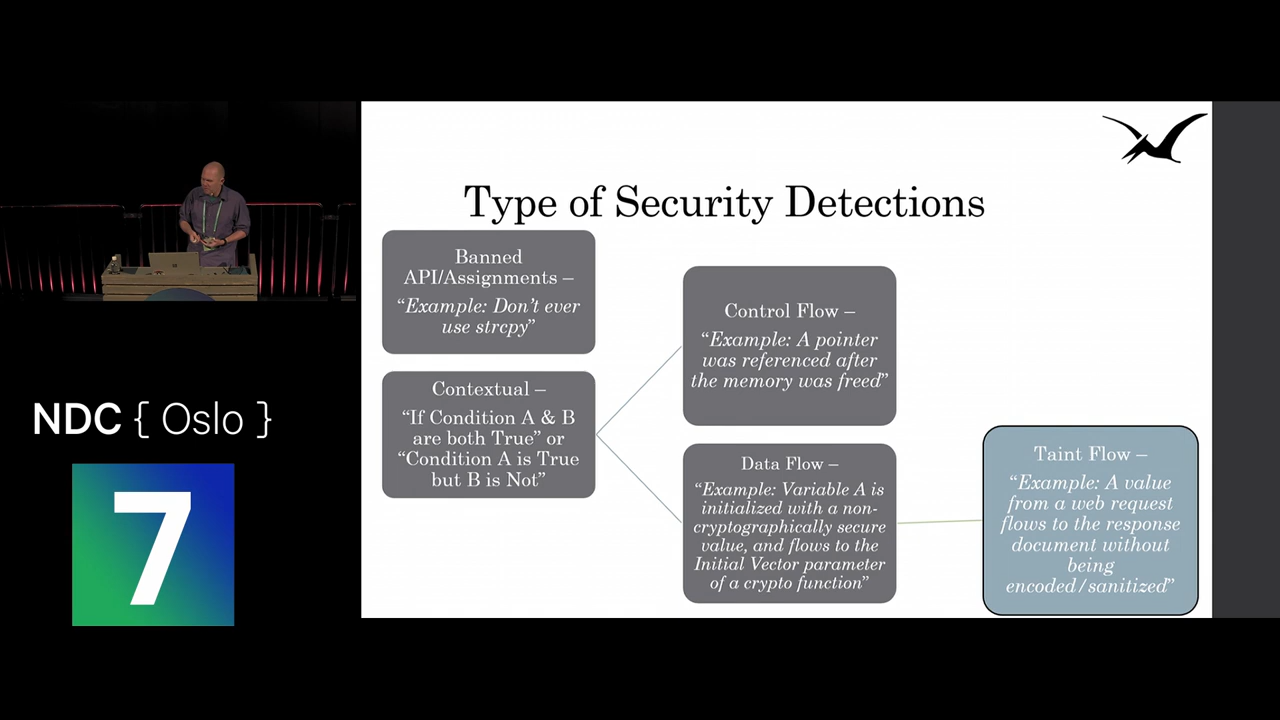 Type of Security Detections
Banned
API/Assignments –
“Example: Don’t ever
use strcpy”
Contextual –
“If Condition A & B
are both True” or
“Condition A is True
but B is Not”
Control Flow –
“Example: A pointer
was referenced after
the memory was freed”
Data Flow –
“Example: Variable A is
initialized with a non-
cryptographically secure
value, and flows to the
Initial Vector parameter
of a crypto function”
Taint Flow –
“Example: A value
from a web request
flows to the response
document without
being
encoded/sanitized”
NDC { Oslo }
7